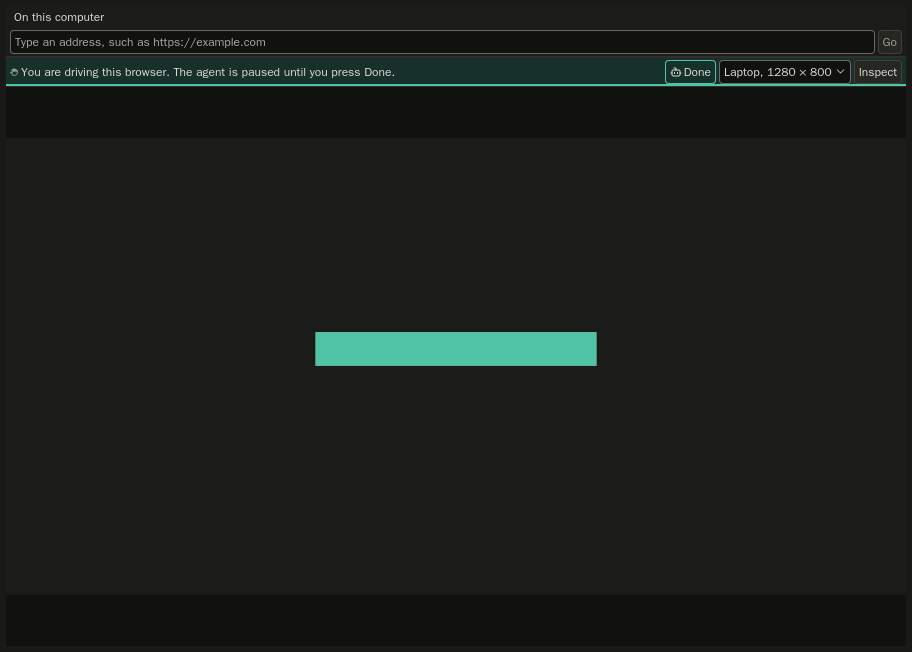 On this computer
Type an address, such as https://example.com
Go
You are driving this browser. The agent is paused until you press Done.
Done
Laptop, 1280 × 800
Inspect